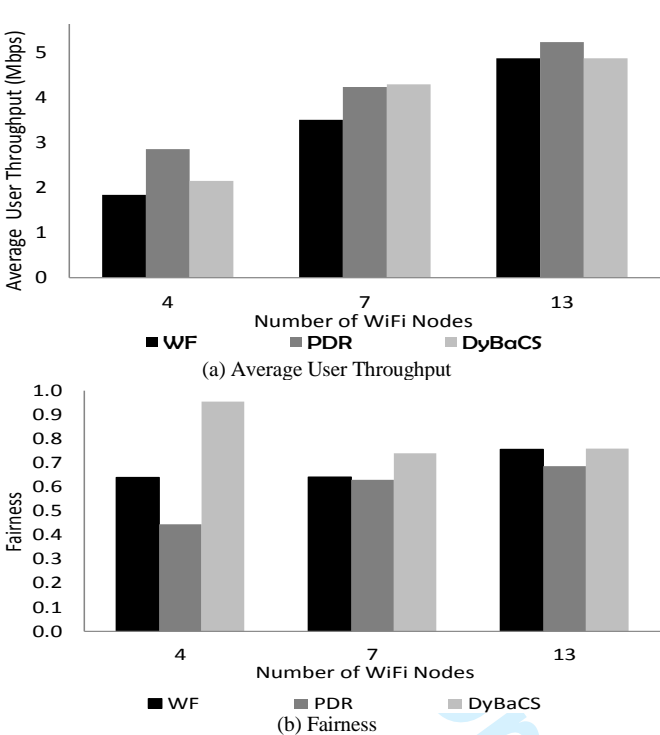 Average User Throughput (Mbps)
5
4
3
2
1
0
4 7 13
Number of WiFi Nodes
WF PDR DyBaCS
(a) Average User Throughput
Fairness
1.0
0.9
0.8
0.7
0.6
0.5
0.4
0.3
0.2
0.1
0.0
4 7 13
Number of WiFi Nodes
WF PDR DyBaCS
(b) Fairness